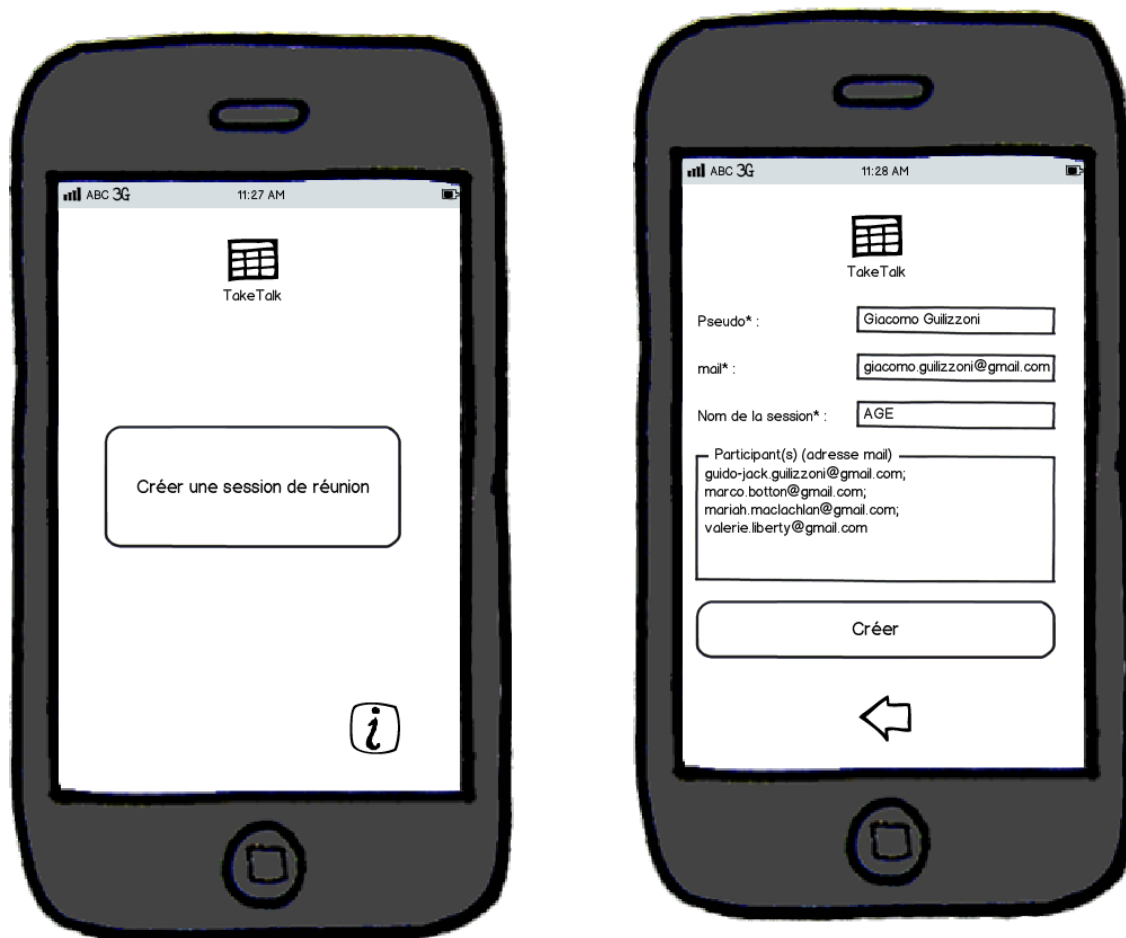 ABC 3G 11:27 AM
TakeTalk
Créer une session de réunion
i
ABC 3G 11:28 AM
TakeTalk
Pseudo* : Giacomo Guilizzoni
mail* : giacomo.guilizzoni@gmail.com
Nom de la session* : AGE
Participant(s) (adresse mail)
guido-jack.guilizzoni@gmail.com;
marco.botton@gmail.com;
mariah.maclachlan@gmail.com;
valerie.liberty@gmail.com
Créer